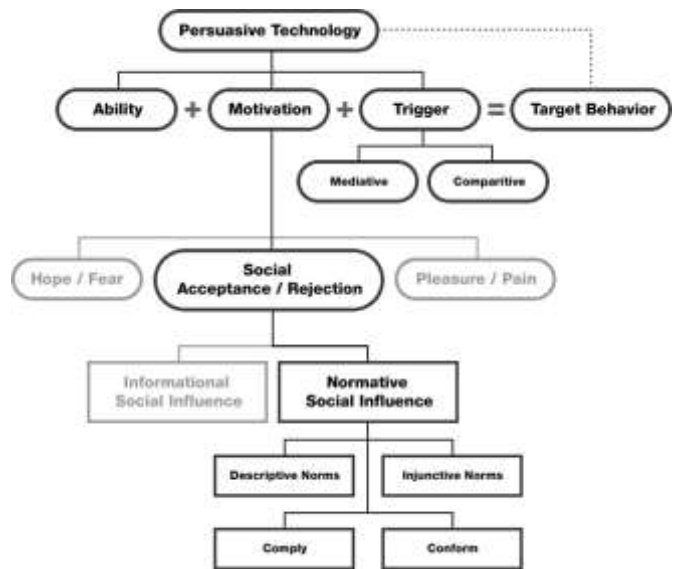 Persuasive Technology
Ability + Motivation + Trigger = Target Behavior
Mediative
Comparitive
Hope / Fear
Social
Acceptance / Rejection
Pleasure / Pain
Informational
Social Influence
Normative
Social Influence
Descriptive Norms
Injunctive Norms
Comply
Conform